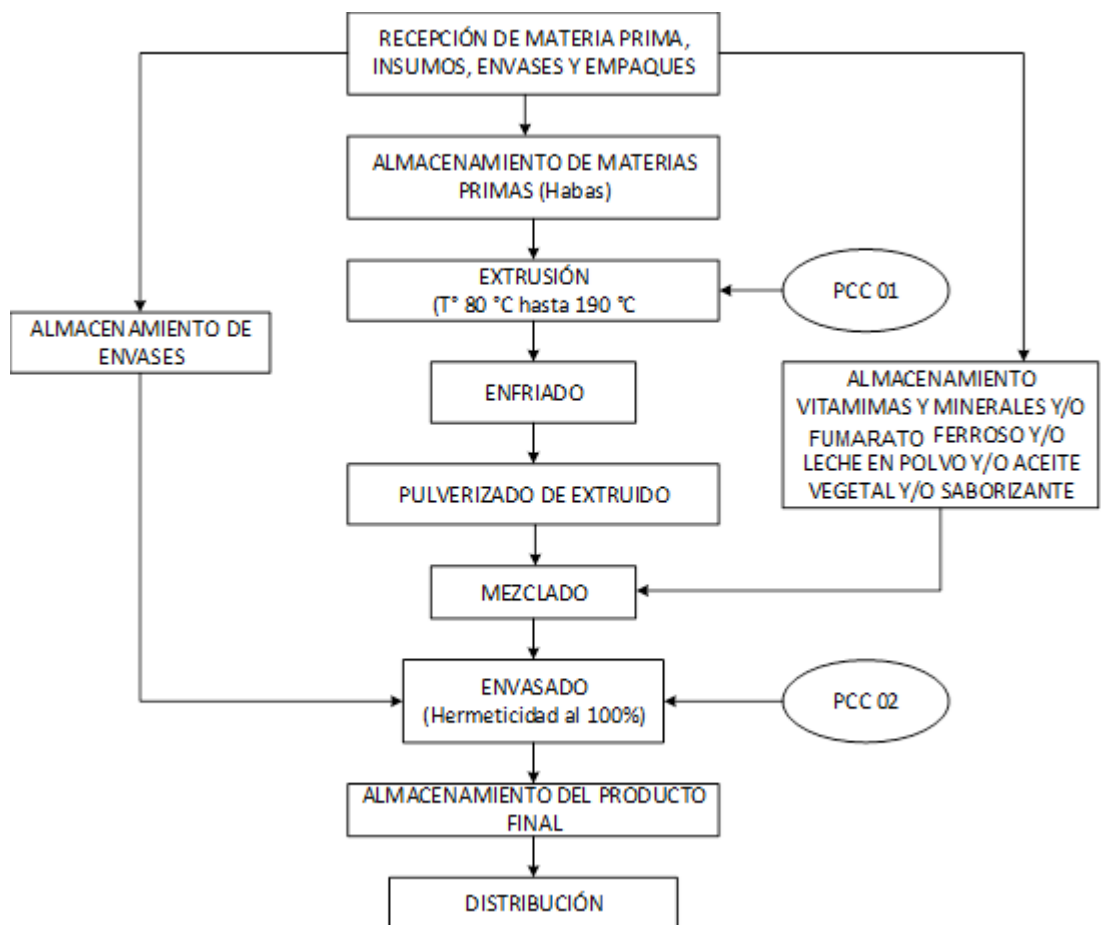 RECEPCIÓN DE MATERIA PRIMA,
INSUMOS, ENVASES Y EMPAQUES
ALMACENAMIENTO DE MATERIAS
PRIMAS (Habas)
EXTRUSIÓN
(T° 80 °C hasta 190 °C
PCC 01
ALMACENAMIENTO DE
ENVASES
ENFRIADO
ALMACENAMIENTO
VITAMIMAS Y MINERALES Y/O
FUMARATO FERROSO Y/O
LECHE EN POLVO Y/O ACEITE
VEGETAL Y/O SABORIZANTE
PULVERIZADO DE EXTRUIDO
MEZCLADO
ENVASADO
(Hermeticidad al 100%)
PCC 02
ALMACENAMIENTO DEL PRODUCTO
FINAL
DISTRIBUCIÓN